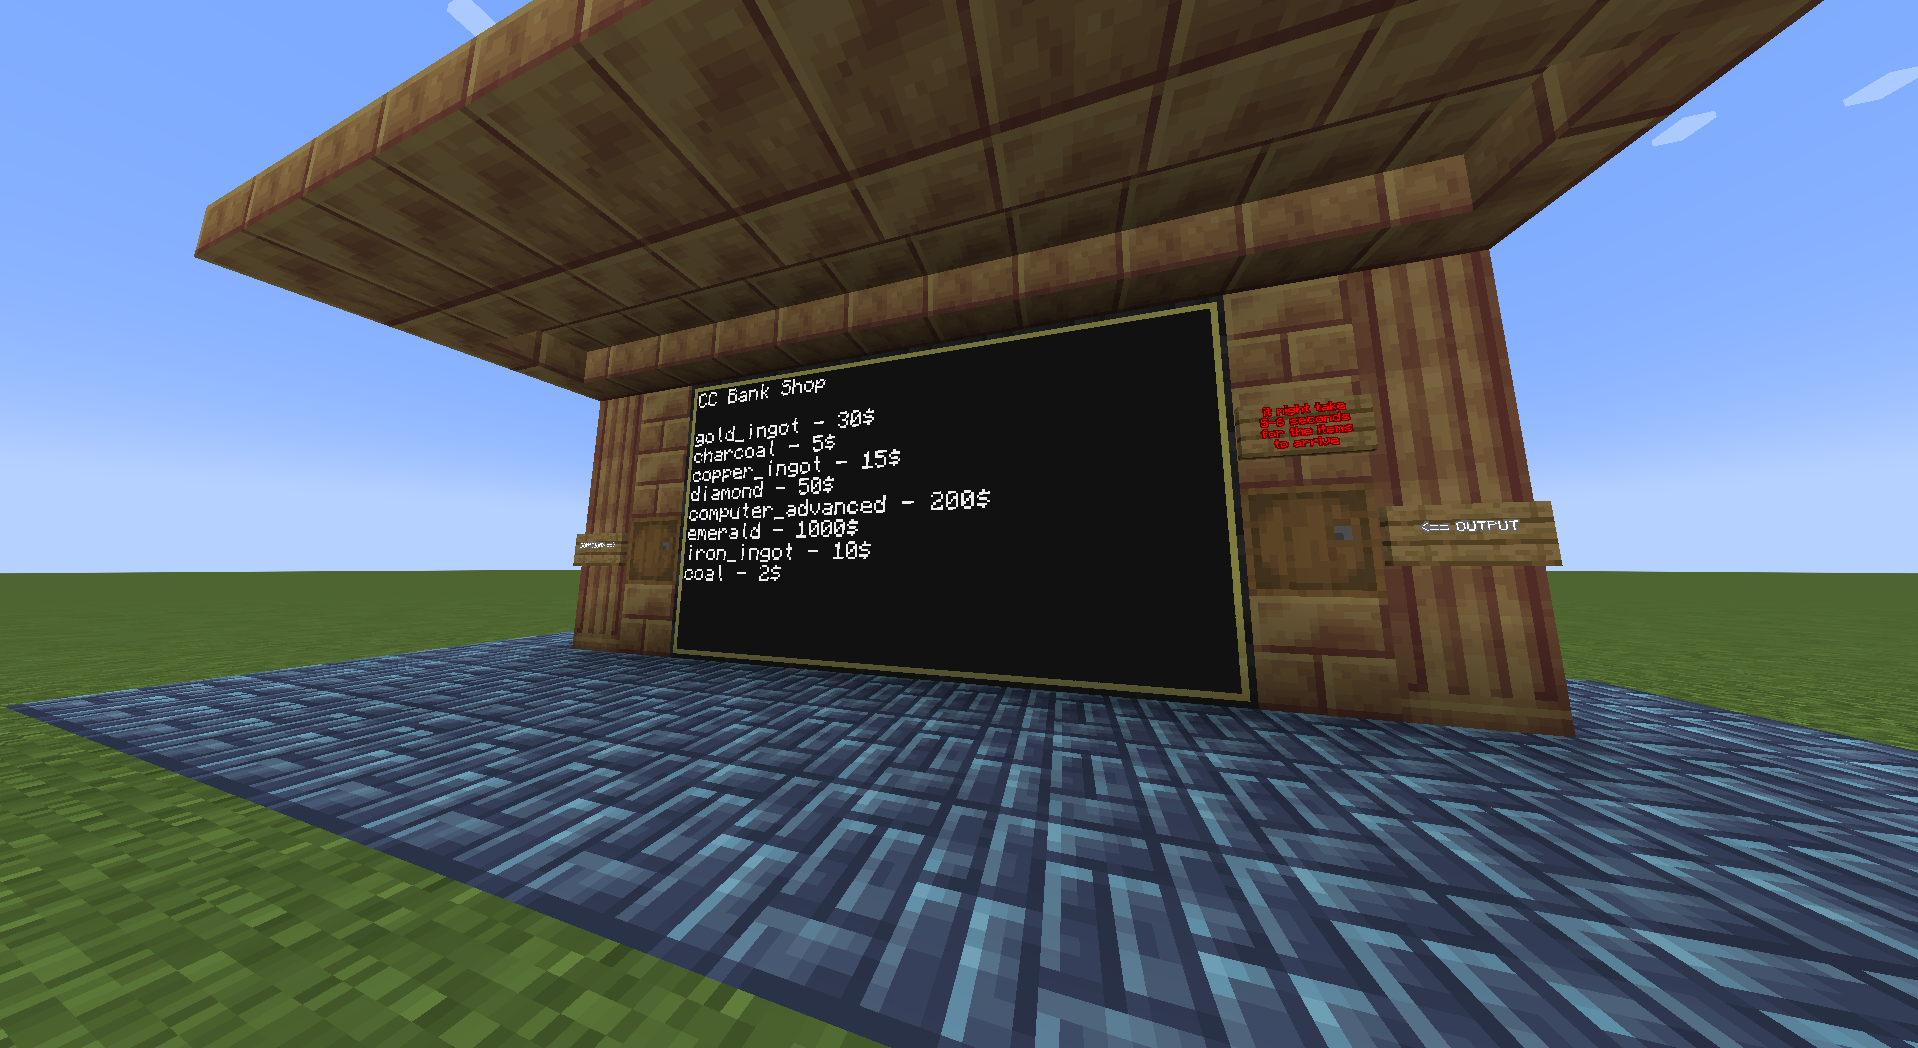 CC Bank Shop
gold_ingot - 30$
charcoal - 5$
copper_ingot - 15$
diamond - 50$
computer_advanced - 200$
emerald - 1000$
iron_ingot - 10$
coal - 2$
it might take
seconds
for the items
to arrive
<== OUTPUT